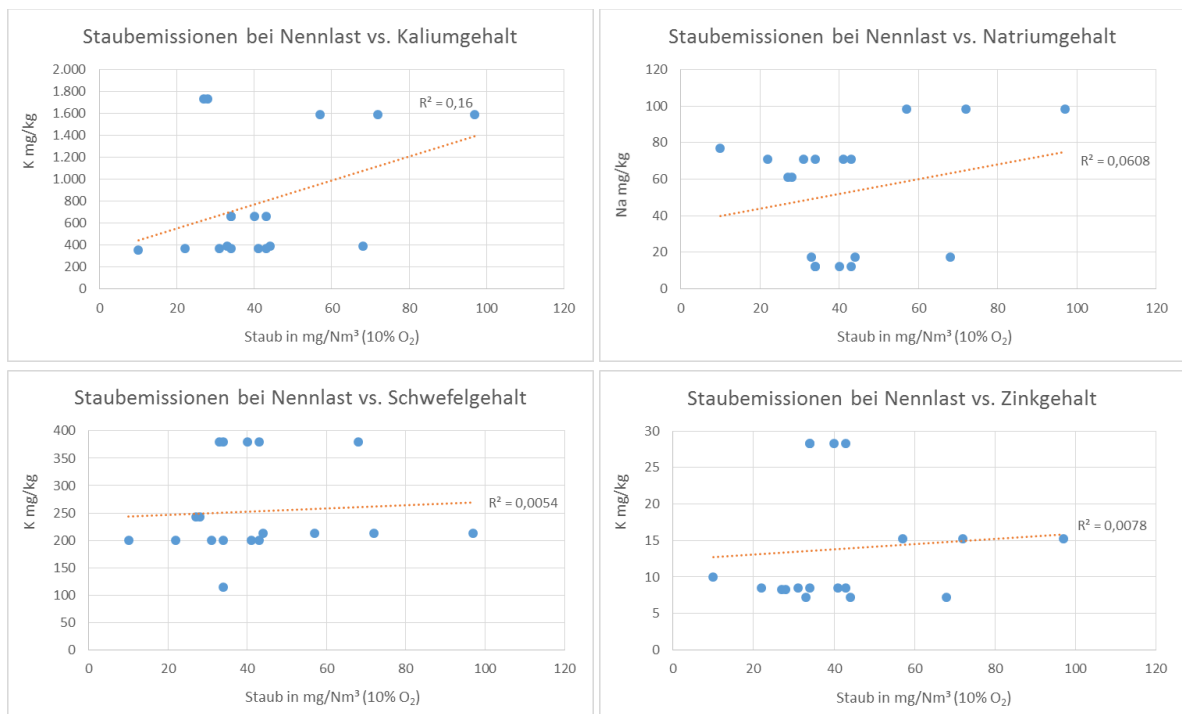 Staubemissionen bei Nennlast vs. Kaliumgehalt
2.000
1.800
1.600
1.400
1.200
1.000
800
600
400
200
0
K mg/kg
R² = 0,16
0 20 40 60 80 100 120
Staub in mg/Nm³ (10% O₂)
Staubemissionen bei Nennlast vs. Natriumgehalt
120
100
80
60
40
20
0
Na mg/kg
R² = 0,0608
0 20 40 60 80 100 120
Staub in mg/Nm³ (10% O₂)
Staubemissionen bei Nennlast vs. Schwefelgehalt
400
350
300
250
200
150
100
50
0
K mg/kg
R² = 0,0054
0 20 40 60 80 100 120
Staub in mg/Nm³ (10% O₂)
Staubemissionen bei Nennlast vs. Zinkgehalt
30
25
20
15
10
5
0
K mg/kg
R² = 0,0078
0 20 40 60 80 100 120
Staub in mg/Nm³ (10% O₂)